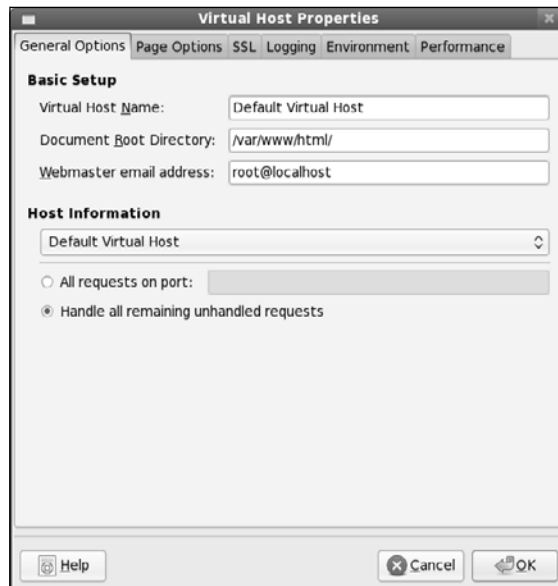 Virtual Host Properties
General Options Page Options SSL Logging Environment Performance
Basic Setup
Virtual Host Name: Default Virtual Host
Document Root Directory: /var/www/html/
Webmaster email address: root@localhost
Host Information
Default Virtual Host
All requests on port:
Handle all remaining unhandled requests
Help Cancel OK